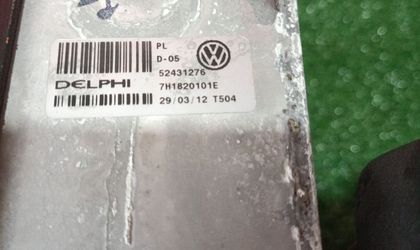 PL
D-05
52431276
DELPHI 7H1820101E
29/03/12 T504